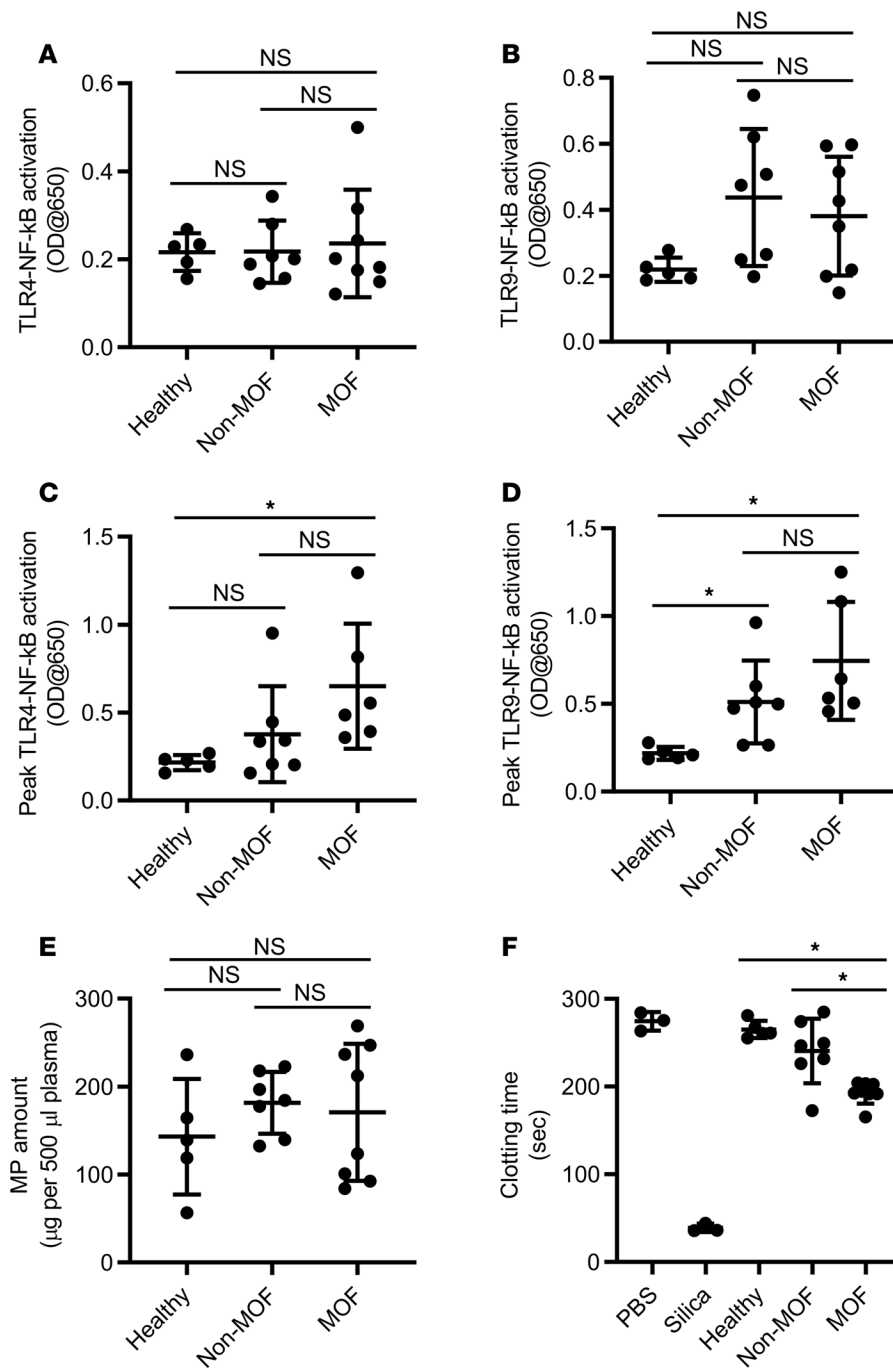 A
TLR4-NF-kB activation
(OD@650)
0.6
0.4
0.2
0.0
NS
NS
NS
Healthy
Non-MOF
MOF
B
TLR9-NF-kB activation
(OD@650)
0.8
0.6
0.4
0.2
0.0
NS
NS
NS
Healthy
Non-MOF
MOF
C
Peak TLR4-NF-kB activation
(OD@650)
1.5
1.0
0.5
0.0
*
NS
NS
Healthy
Non-MOF
MOF
D
Peak TLR9-NF-kB activation
(OD@650)
1.5
1.0
0.5
0.0
*
NS
*
Healthy
Non-MOF
MOF
E
MP amount
(μg per 500 μl plasma)
300
200
100
0
NS
NS
NS
Healthy
Non-MOF
MOF
F
Clotting time
(sec)
300
200
100
0
*
*
PBS
Silica
Healthy
Non-MOF
MOF